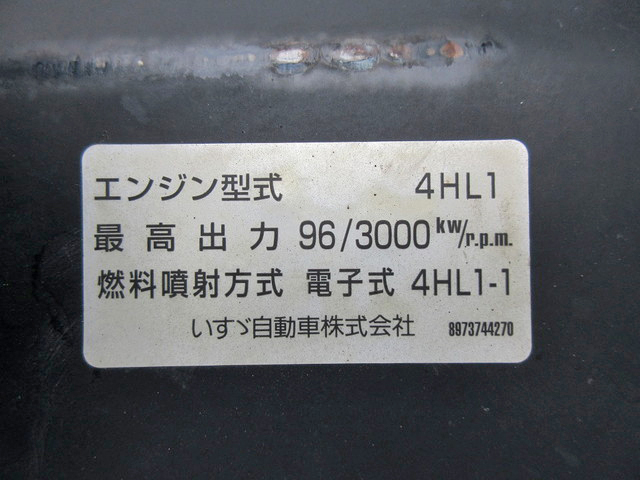 エンジン型式 4HL1
最高出力 96/3000 kw/r.p.m.
燃料噴射方式 電子式 4HL1-1
いすゞ自動車株式会社 8973744270